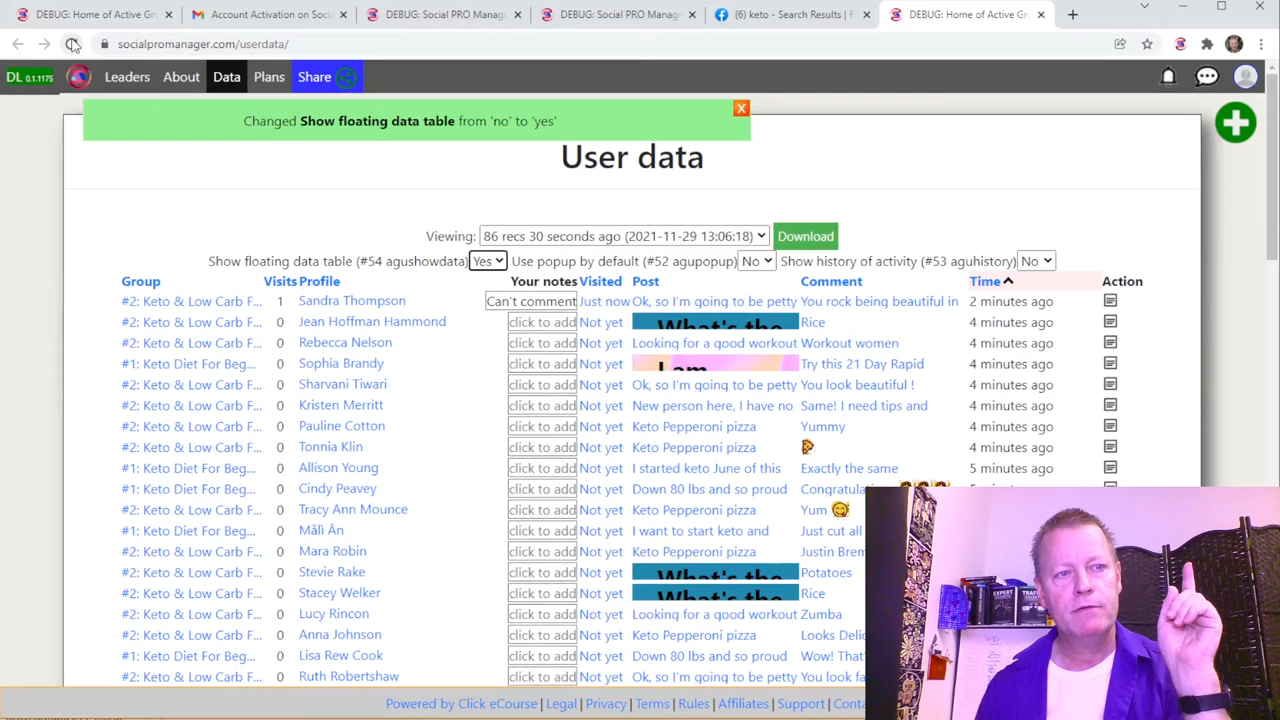 DEBUG: Home of Active Gr
Account Activation on Soci
DEBUG: Social PRO Manage
DEBUG: Social PRO Manage
(6) keto - Search Results | F
DEBUG: Home of Active Gr
socialpromanager.com/userdata/
DL 0.1.1175 Leaders About Data Plans Share
Changed Show floating data table from 'no' to 'yes' X
User data
Viewing: 86 recs 30 seconds ago (2021-11-29 13:06:18) Download
Show floating data table (#54 agushowdata) Yes Use popup by default (#52 agupopup) No Show history of activity (#53 aguhistory) No
Group Visits Profile Your notes Visited Post Comment Time Action
#2: Keto & Low Carb F... 1 Sandra Thompson Can't comment Just now Ok, so I'm going to be petty You rock being beautiful in 2 minutes ago
#2: Keto & Low Carb F... 0 Jean Hoffman Hammond click to add Not yet What's the Rice 4 minutes ago
#2: Keto & Low Carb F... 0 Rebecca Nelson click to add Not yet Looking for a good workout Workout women 4 minutes ago
#1: Keto Diet For Beg... 0 Sophia Brandy click to add Not yet I am Try this 21 Day Rapid 4 minutes ago
#2: Keto & Low Carb F... 0 Sharvani Tiwari click to add Not yet Ok, so I'm going to be petty You look beautiful ! 4 minutes ago
#2: Keto & Low Carb F... 0 Kristen Merritt click to add Not yet New person here, I have no Same! I need tips and 4 minutes ago
#2: Keto & Low Carb F... 0 Pauline Cotton click to add Not yet Keto Pepperoni pizza Yummy 4 minutes ago
#2: Keto & Low Carb F... 0 Tonnia Klin click to add Not yet Keto Pepperoni pizza 🍕 4 minutes ago
#1: Keto Diet For Beg... 0 Allison Young click to add Not yet I started keto June of this Exactly the same 5 minutes ago
#1: Keto Diet For Beg... 0 Cindy Peavey click to add Not yet Down 80 lbs and so proud
#2: Keto & Low Carb F... 0 Tracy Ann Mounce click to add Not yet Keto Pepperoni pizza Yum 😋
#1: Keto Diet For Beg... 0 Mălî Ân click to add Not yet I want to start keto and Just cut all
#2: Keto & Low Carb F... 0 Mara Robin click to add Not yet Keto Pepperoni pizza Justin Brem
#2: Keto & Low Carb F... 0 Stevie Rake click to add Not yet What's the Potatoes
#2: Keto & Low Carb F... 0 Stacey Welker click to add Not yet What's the Rice
#2: Keto & Low Carb F... 0 Lucy Rincon click to add Not yet Looking for a good workout Zumba
#2: Keto & Low Carb F... 0 Anna Johnson click to add Not yet Keto Pepperoni pizza Looks Deli
#1: Keto Diet For Beg... 0 Lisa Rew Cook click to add Not yet Down 80 lbs and so proud Wow! That
#2: Keto & Low Carb F... 0 Ruth Robertshaw click to add Not yet Ok, so I'm going to be petty You look fa
EXPERT SECRETS
Powered by Click eCourse | Legal | Privacy | Terms | Rules | Affiliates | Support | Conta